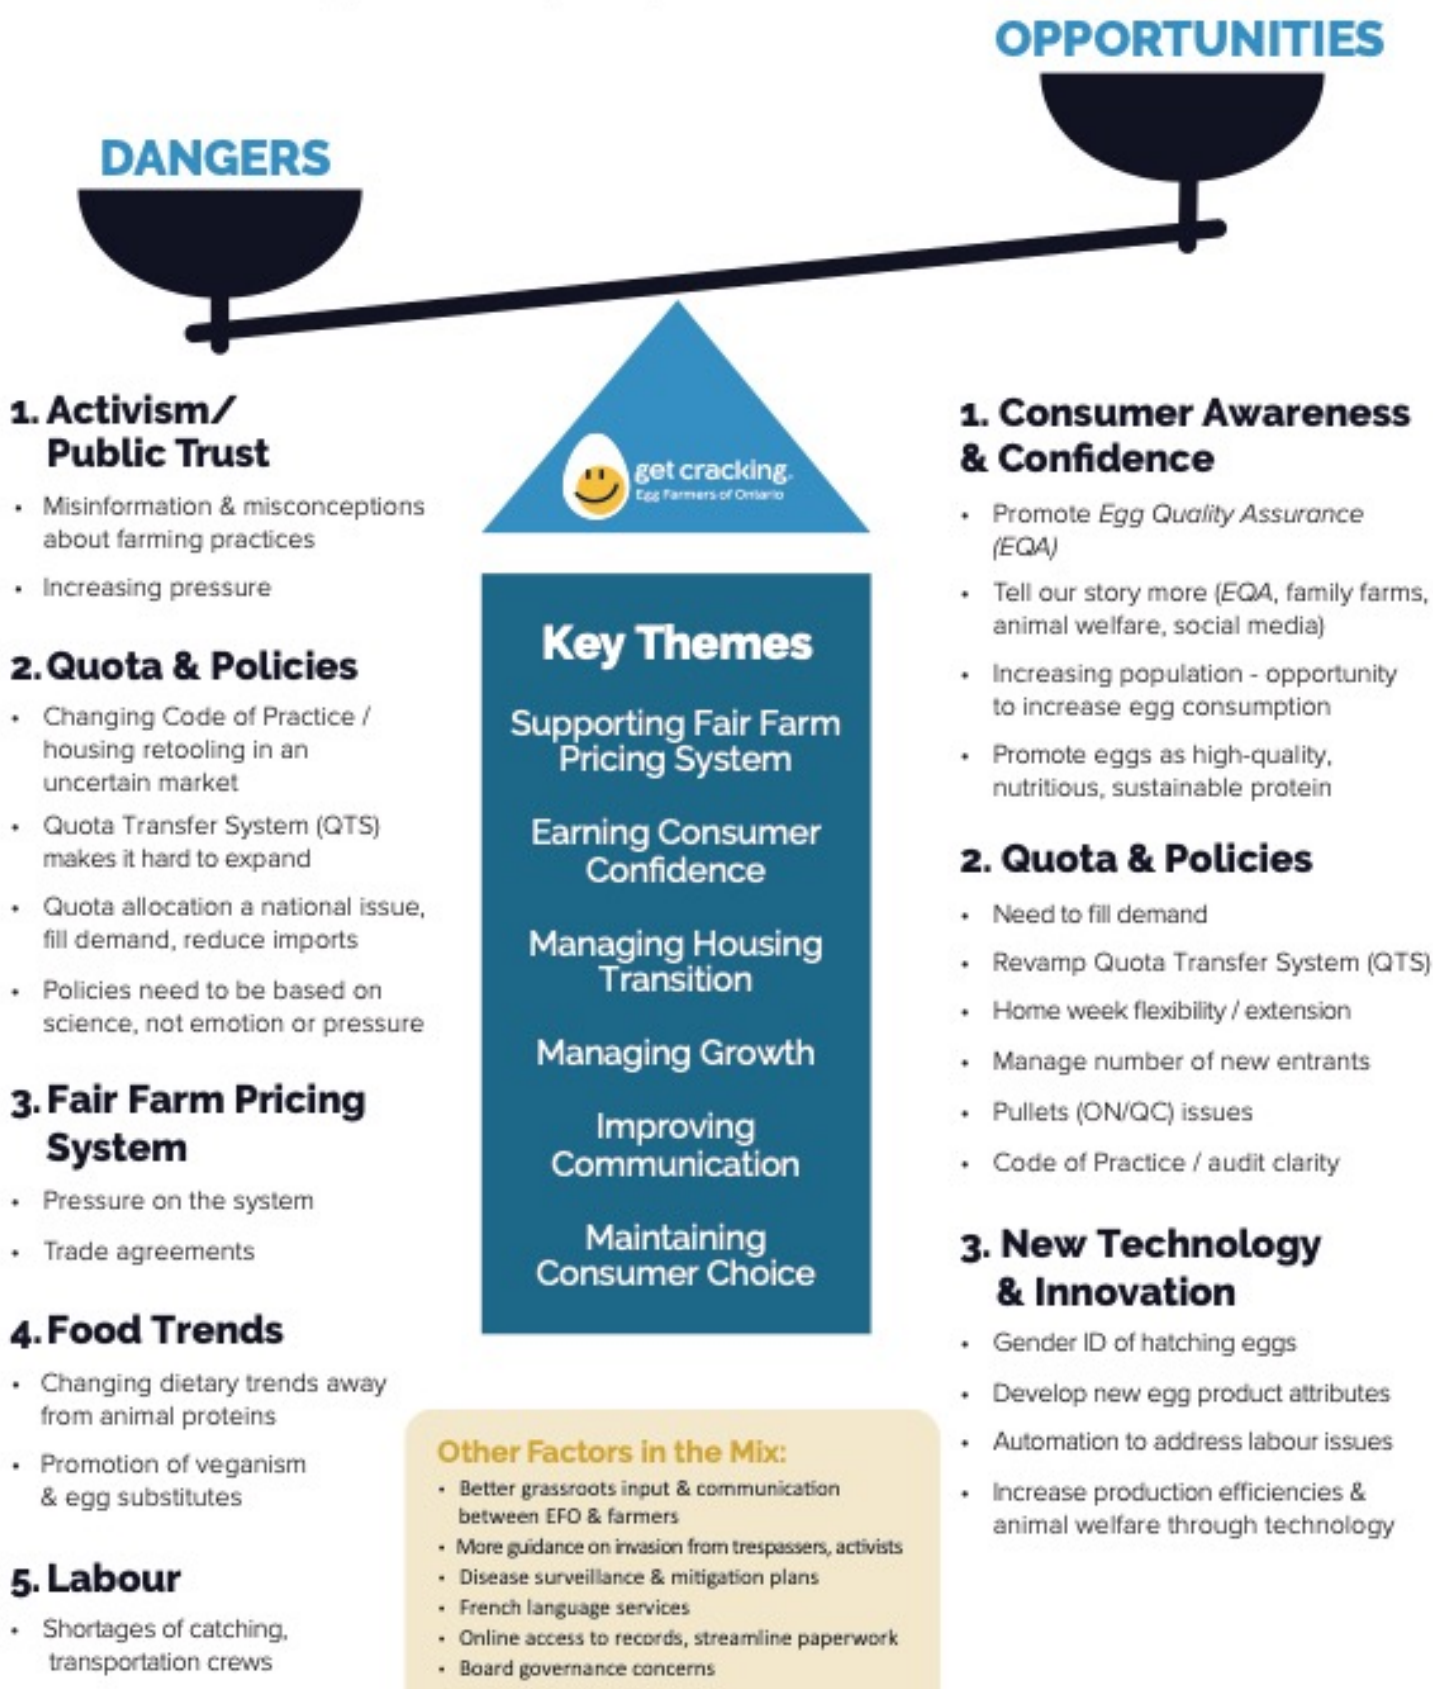 OPPORTUNITIES
DANGERS
1. Activism/
Public Trust
• Misinformation & misconceptions
about farming practices
• Increasing pressure
2. Quota & Policies
• Changing Code of Practice /
housing retooling in an
uncertain market
• Quota Transfer System (QTS)
makes it hard to expand
• Quota allocation a national issue,
fill demand, reduce imports
• Policies need to be based on
science, not emotion or pressure
3. Fair Farm Pricing
System
• Pressure on the system
• Trade agreements
4. Food Trends
• Changing dietary trends away
from animal proteins
• Promotion of veganism
& egg substitutes
5. Labour
• Shortages of catching,
transportation crews
get cracking.
Egg Farmers of Ontario
Key Themes
Supporting Fair Farm
Pricing System
Earning Consumer
Confidence
Managing Housing
Transition
Managing Growth
Improving
Communication
Maintaining
Consumer Choice
Other Factors in the Mix:
• Better grassroots input & communication
between EFO & farmers
• More guidance on invasion from trespassers, activists
• Disease surveillance & mitigation plans
• French language services
• Online access to records, streamline paperwork
• Board governance concerns
1. Consumer Awareness
& Confidence
• Promote Egg Quality Assurance
(EQA)
• Tell our story more (EQA, family farms,
animal welfare, social media)
• Increasing population - opportunity
to increase egg consumption
• Promote eggs as high-quality,
nutritious, sustainable protein
2. Quota & Policies
• Need to fill demand
• Revamp Quota Transfer System (QTS)
• Home week flexibility / extension
• Manage number of new entrants
• Pullets (ON/QC) issues
• Code of Practice / audit clarity
3. New Technology
& Innovation
• Gender ID of hatching eggs
• Develop new egg product attributes
• Automation to address labour issues
• Increase production efficiencies &
animal welfare through technology